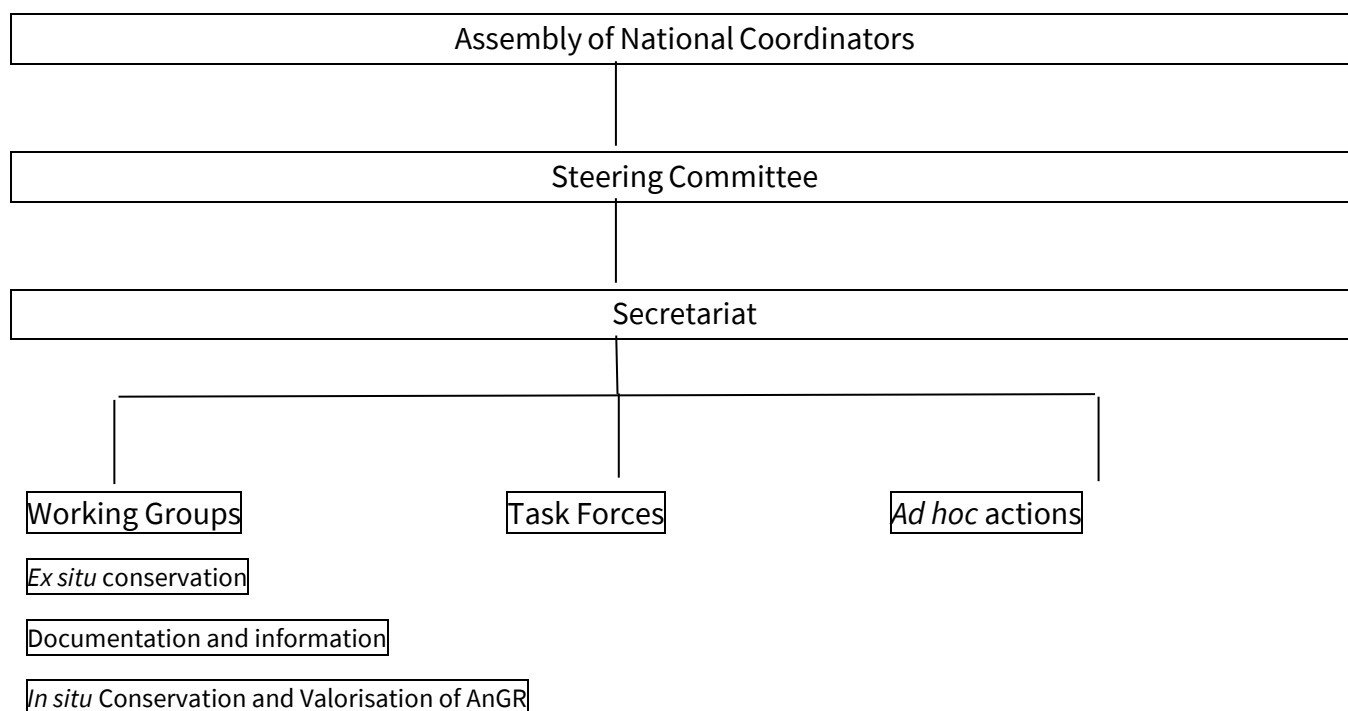 Assembly of National Coordinators
Steering Committee
Secretariat
Working Groups
Task Forces
Ad hoc actions
Ex situ conservation
Documentation and information
In situ Conservation and Valorisation of AnGR